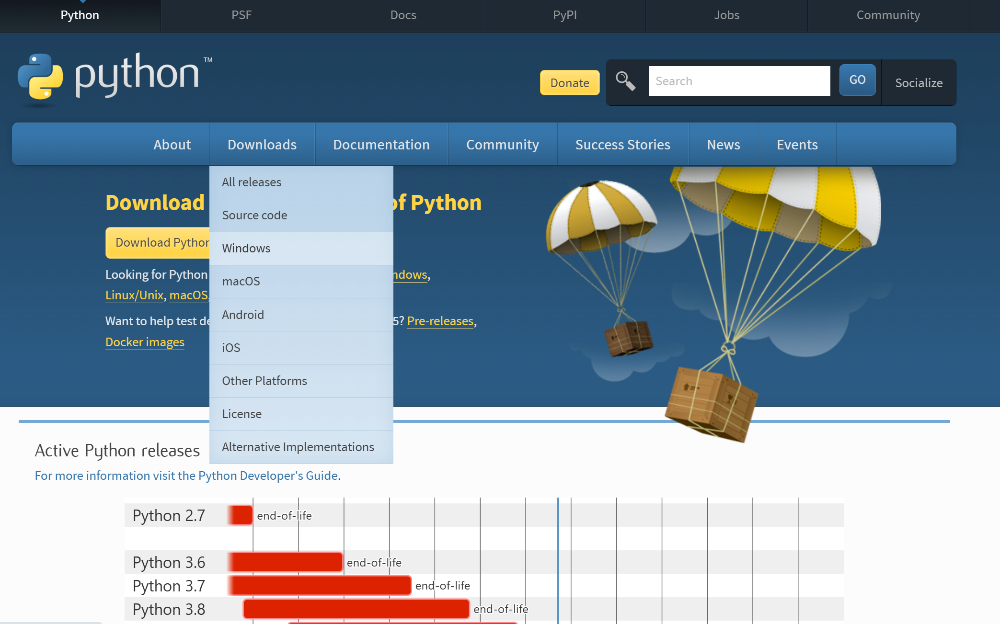 Python PSF Docs PyPI Jobs Community
python™
Donate Search GO Socialize
About Downloads Documentation Community Success Stories News Events
All releases
Download of Python
Source code
Download Python
Windows
Looking for Python ndows,
macOS
Linux/Unix, macOS,
Android
Want to help test de 5? Pre-releases,
Docker images
iOS
Other Platforms
License
Alternative Implementations
Active Python releases
For more information visit the Python Developer's Guide.
Python 2.7 end-of-life
Python 3.6 end-of-life
Python 3.7 end-of-life
Python 3.8 end-of-life